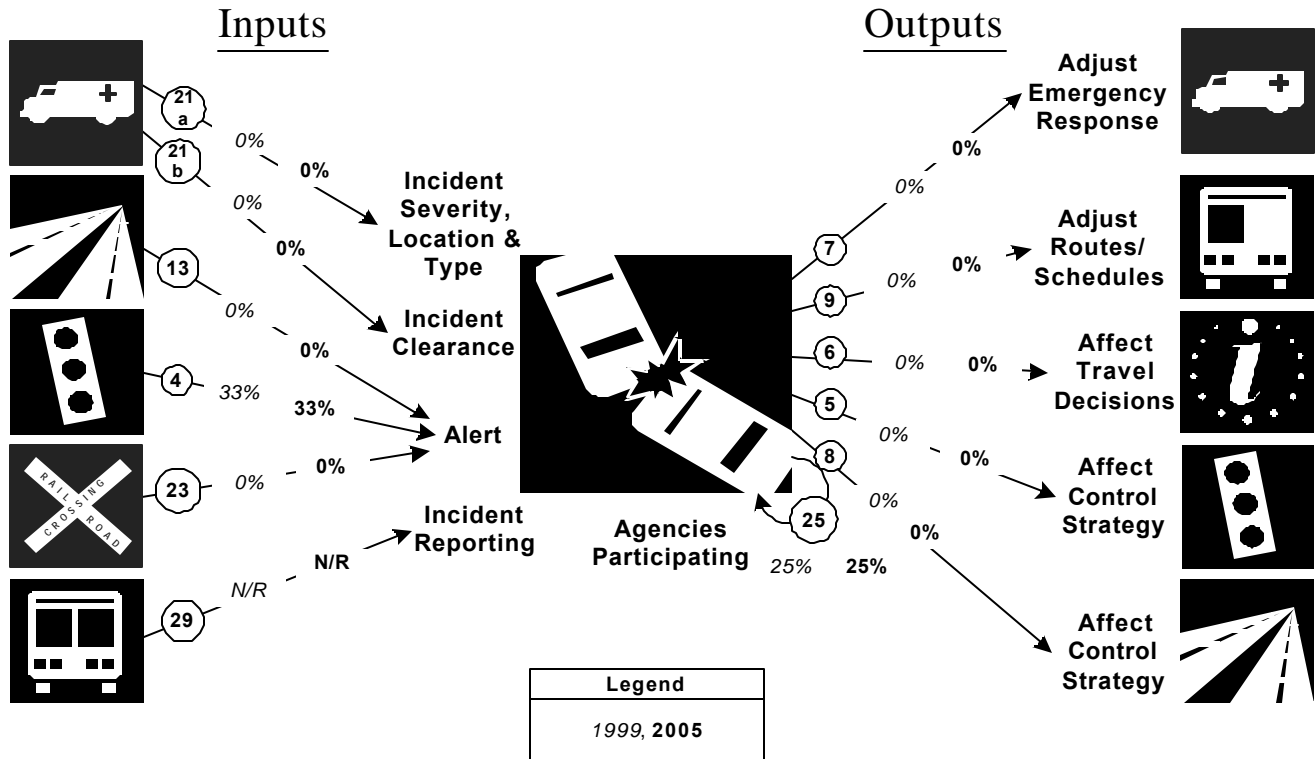 Inputs
Outputs
21
a
0%
0%
21
b
0%
0%
Incident
Severity,
Location &
Type
13
0%
0%
Incident
Clearance
4
33%
33%
Alert
RAIL ROAD
CROSSING
23
0%
0%
Incident
Reporting
29
N/R
N/R
Agencies
Participating
25
25% 25%
7
0%
0%
Adjust
Emergency
Response
9
0%
0%
Adjust
Routes/
Schedules
6
0%
0%
Affect
Travel
Decisions
5
0%
0%
Affect
Control
Strategy
8
0%
0%
Affect
Control
Strategy
Legend
1999, 2005